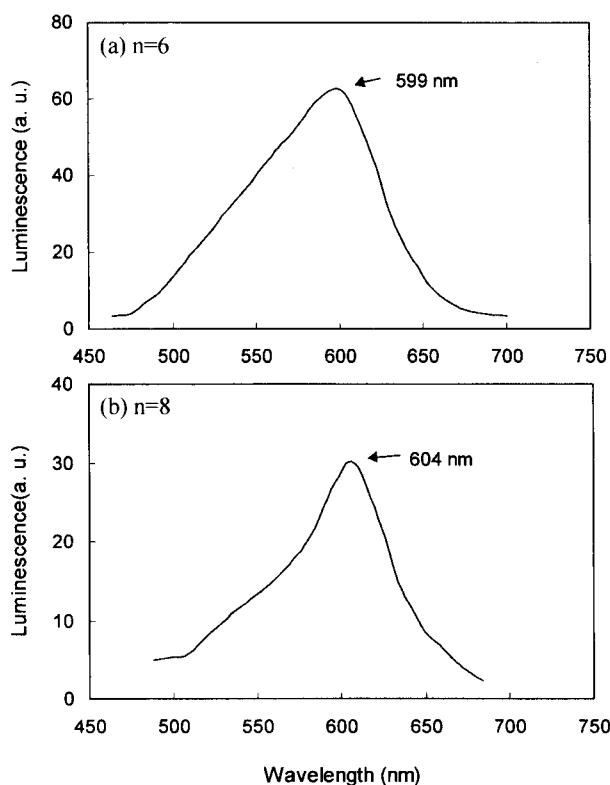 (a) n=6
599 nm
Luminescence (a. u.)
80
60
40
20
0
450 500 550 600 650 700 750
(b) n=8
604 nm
Luminescence(a. u.)
40
30
20
10
0
450 500 550 600 650 700 750
Wavelength (nm)